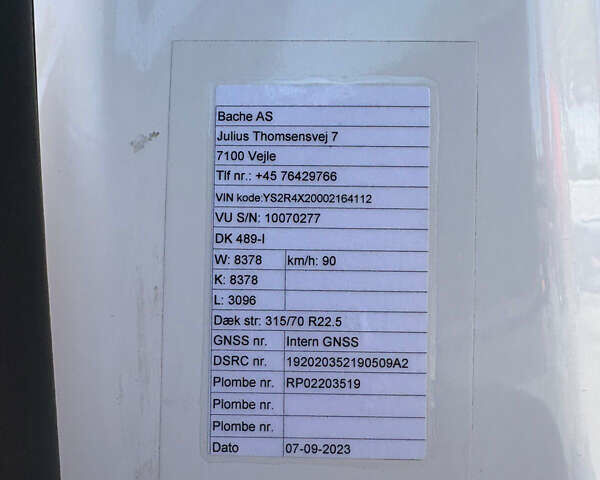 Bache AS
Julius Thomsensvej 7
7100 Vejle
Tlf nr.: +45 76429766
VIN kode:YS2R4X20002164112
VU S/N: 10070277
DK 489-I
W: 8378 km/h: 90
K: 8378
L: 3096
Dæk str: 315/70 R22.5
GNSS nr. Intern GNSS
DSRC nr. 192020352190509A2
Plombe nr. RP02203519
Plombe nr.
Plombe nr.
Dato 07-09-2023